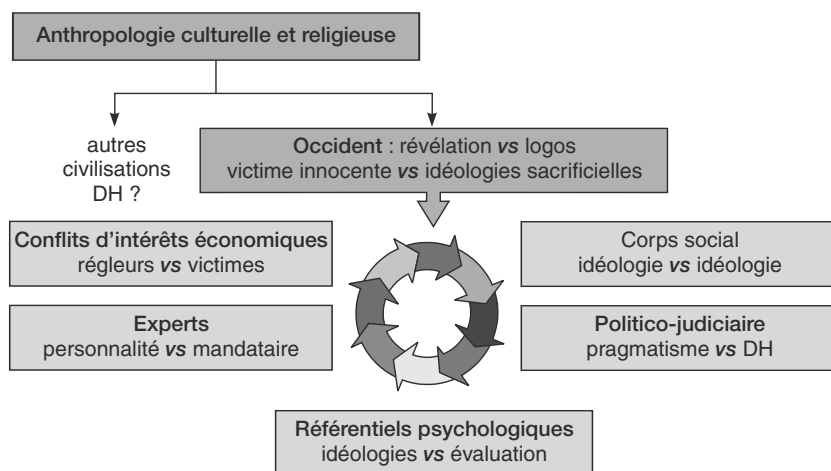 Anthropologie culturelle et religieuse
autres
civilisations
DH ?
Occident : révélation vs logos
victime innocente vs idéologies sacrificielles
Conflits d’intérêts économiques
régleurs vs victimes
Corps social
idéologie vs idéologie
Experts
personnalité vs mandataire
Politico-judiciaire
pragmatisme vs DH
Référentiels psychologiques
idéologies vs évaluation